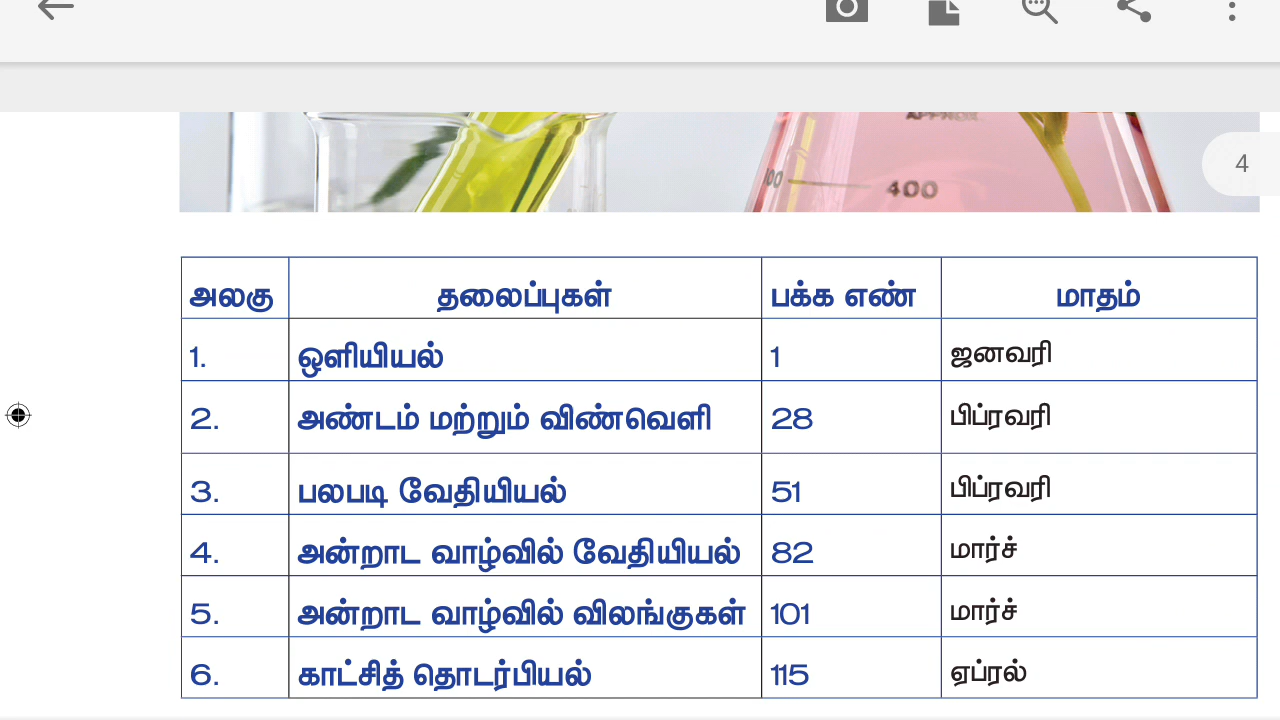 4
400
அலகு தலைப்புகள் பக்க எண் மாதம்
1. ஒளியியல் 1 ஜனவரி
2. அண்டம் மற்றும் விண்வெளி 28 பிப்ரவரி
3. பலபடி வேதியியல் 51 பிப்ரவரி
4. அன்றாட வாழ்வில் வேதியியல் 82 மார்ச்
5. அன்றாட வாழ்வில் விலங்குகள் 101 மார்ச்
6. காட்சித் தொடர்பியல் 115 ஏப்ரல்